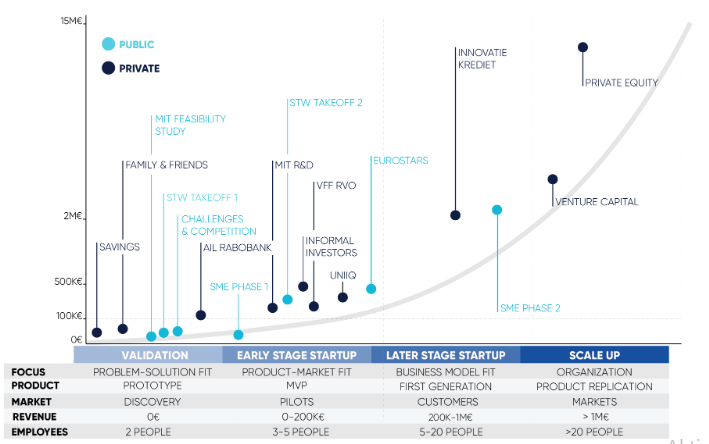 15M€
PUBLIC
PRIVATE
INNOVATIE
KREDIET
PRIVATE EQUITY
STW TAKEOFF 2
MIT FEASIBILITY
STUDY
FAMILY & FRIENDS
MIT R&D
EUROSTARS
VFF RVO
STW TAKEOFF 1
VENTURE CAPITAL
2M€
CHALLENGES
& COMPETITION
SAVINGS
AIL RABOBANK
INFORMAL
INVESTORS
UNIIQ
500K€
SME PHASE 1
SME PHASE 2
100K€
0€
VALIDATION EARLY STAGE STARTUP LATER STAGE STARTUP SCALE UP
FOCUS PROBLEM-SOLUTION FIT PRODUCT-MARKET FIT BUSINESS MODEL FIT ORGANIZATION
PRODUCT PROTOTYPE MVP FIRST GENERATION PRODUCT REPLICATION
MARKET DISCOVERY PILOTS CUSTOMERS MARKETS
REVENUE 0€ 0-200K€ 200K-1M€ > 1M€
EMPLOYEES 2 PEOPLE 3-5 PEOPLE 5-20 PEOPLE >20 PEOPLE